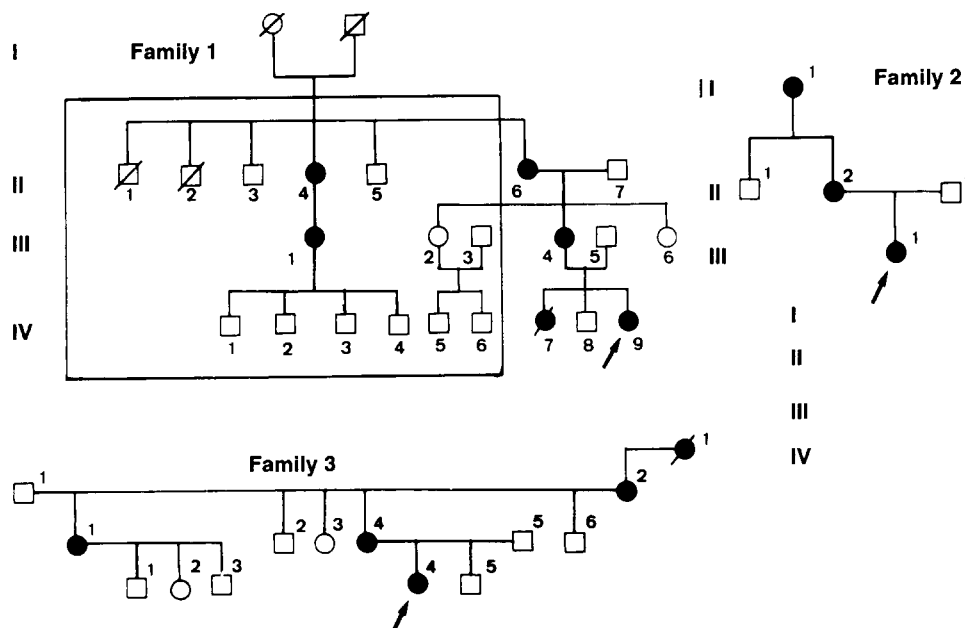 I Family 1
II 1 2 3 4 5 6 7
III 1 2 3 4 5 6
IV 1 2 3 4 5 6 7 8 9
Family 2
I 1
II 1 2
III 1
I
II
III
IV
Family 3
1
1 2
1 2 3 4 5 6
1 2 3 4 5